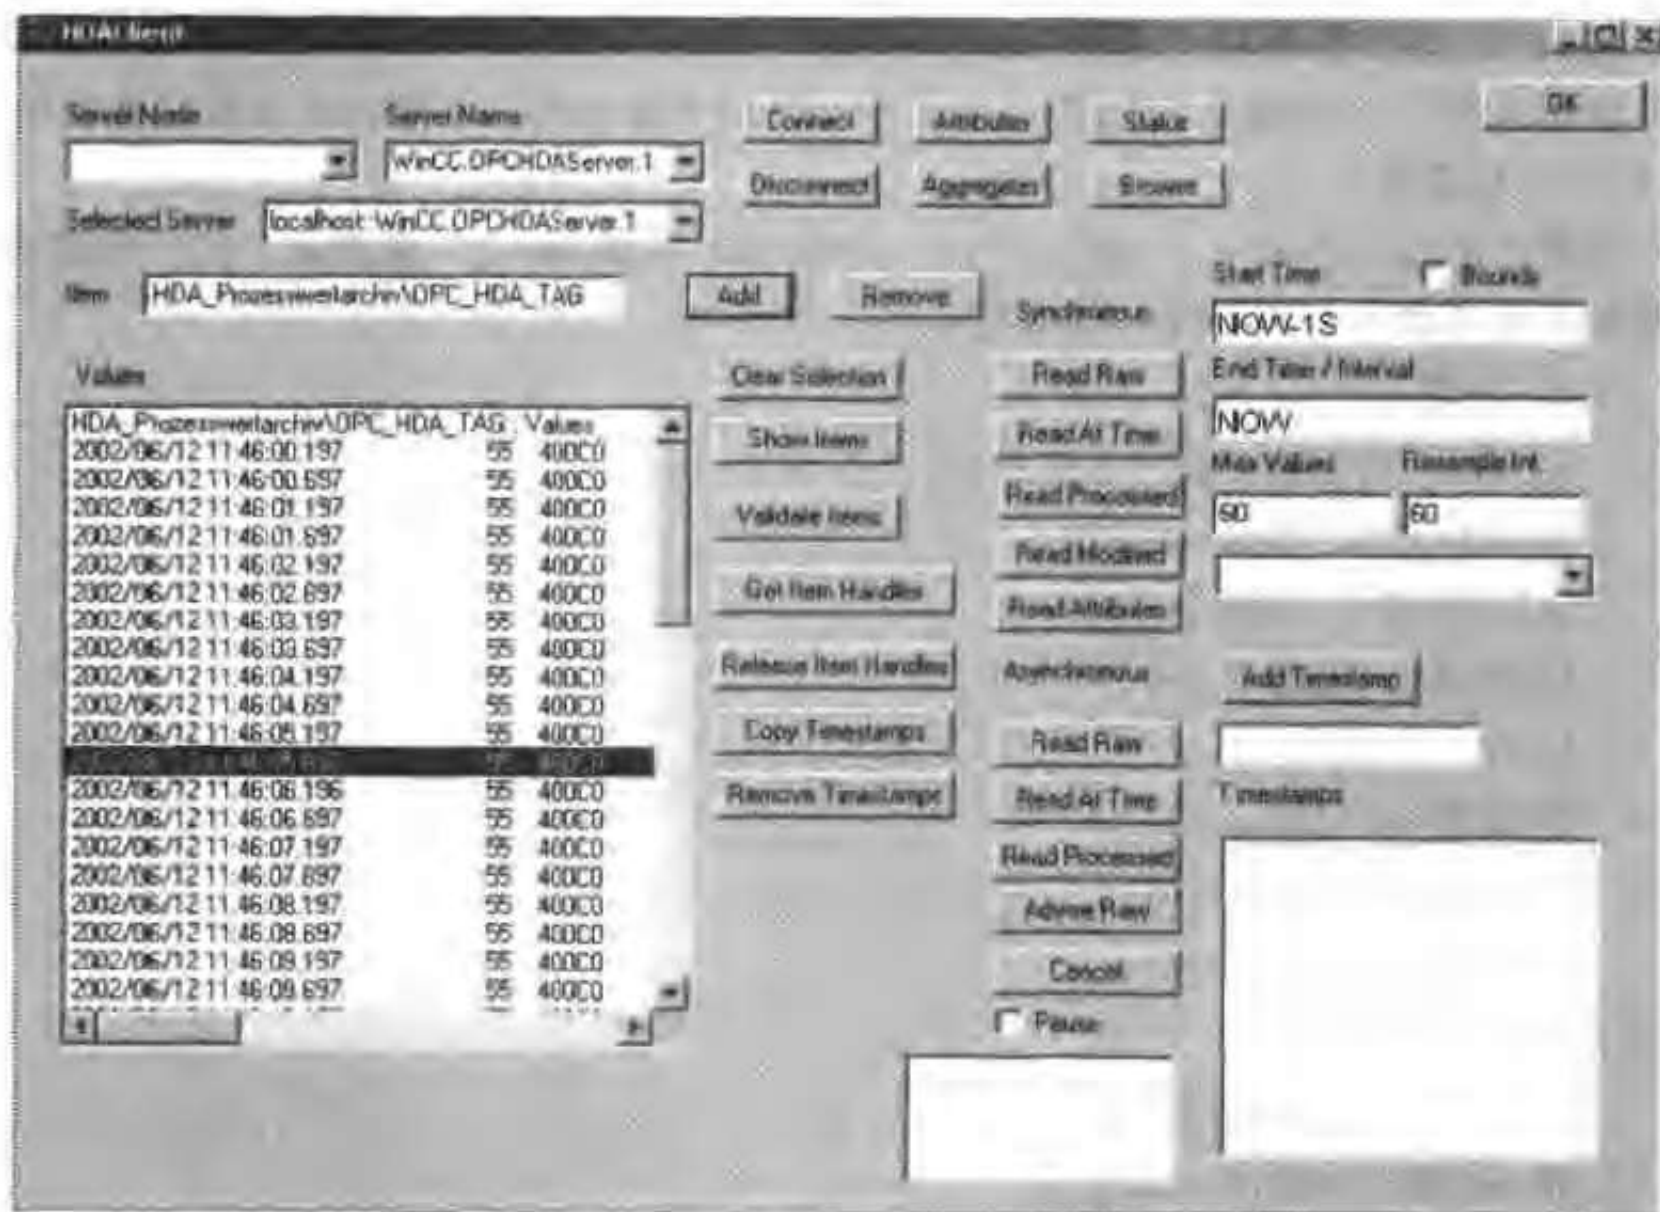 HDAClient
Server Node
Server Name
Connect
Attributes
Status
OK
WinCC.OPCHDAServer.1
Disconnect
Aggregates
Browse
Selected Server
localhost: WinCC.OPCHDAServer.1
Start Time
Bounds
Item
HDA_Prozesswertarchiv\OPC_HDA_TAG
Add
Remove
Synchronous
NOW-1S
Values
Clear Selection
Read Raw
End Time / Interval
HDA_Prozesswertarchiv\OPC_HDA_TAG : Values
NOW
2002/06/12 11:46:00.197 55 400C0
Show Items
Read At Time
2002/06/12 11:46:00.697 55 400C0
Max Values
Resample Int.
2002/06/12 11:46:01.197 55 400C0
Validate Items
Read Processed
60
60
2002/06/12 11:46:01.697 55 400C0
2002/06/12 11:46:02.197 55 400C0
Read Modified
2002/06/12 11:46:02.697 55 400C0
Get Item Handles
Read Attributes
2002/06/12 11:46:03.197 55 400C0
2002/06/12 11:46:03.697 55 400C0
Release Item Handles
Asynchronous
Add Timestamp
2002/06/12 11:46:04.197 55 400C0
2002/06/12 11:46:04.697 55 400C0
2002/06/12 11:46:05.197 55 400C0
Copy Timestamps
Read Raw
55 400C0
2002/06/12 11:46:06.196 55 400C0
Remove Timestamps
Read At Time
Timestamps
2002/06/12 11:46:06.697 55 400C0
2002/06/12 11:46:07.197 55 400C0
Read Processed
2002/06/12 11:46:07.697 55 400C0
2002/06/12 11:46:08.197 55 400C0
Advise Raw
2002/06/12 11:46:08.697 55 400C0
2002/06/12 11:46:09.197 55 400C0
Cancel
2002/06/12 11:46:09.697 55 400C0
Pause